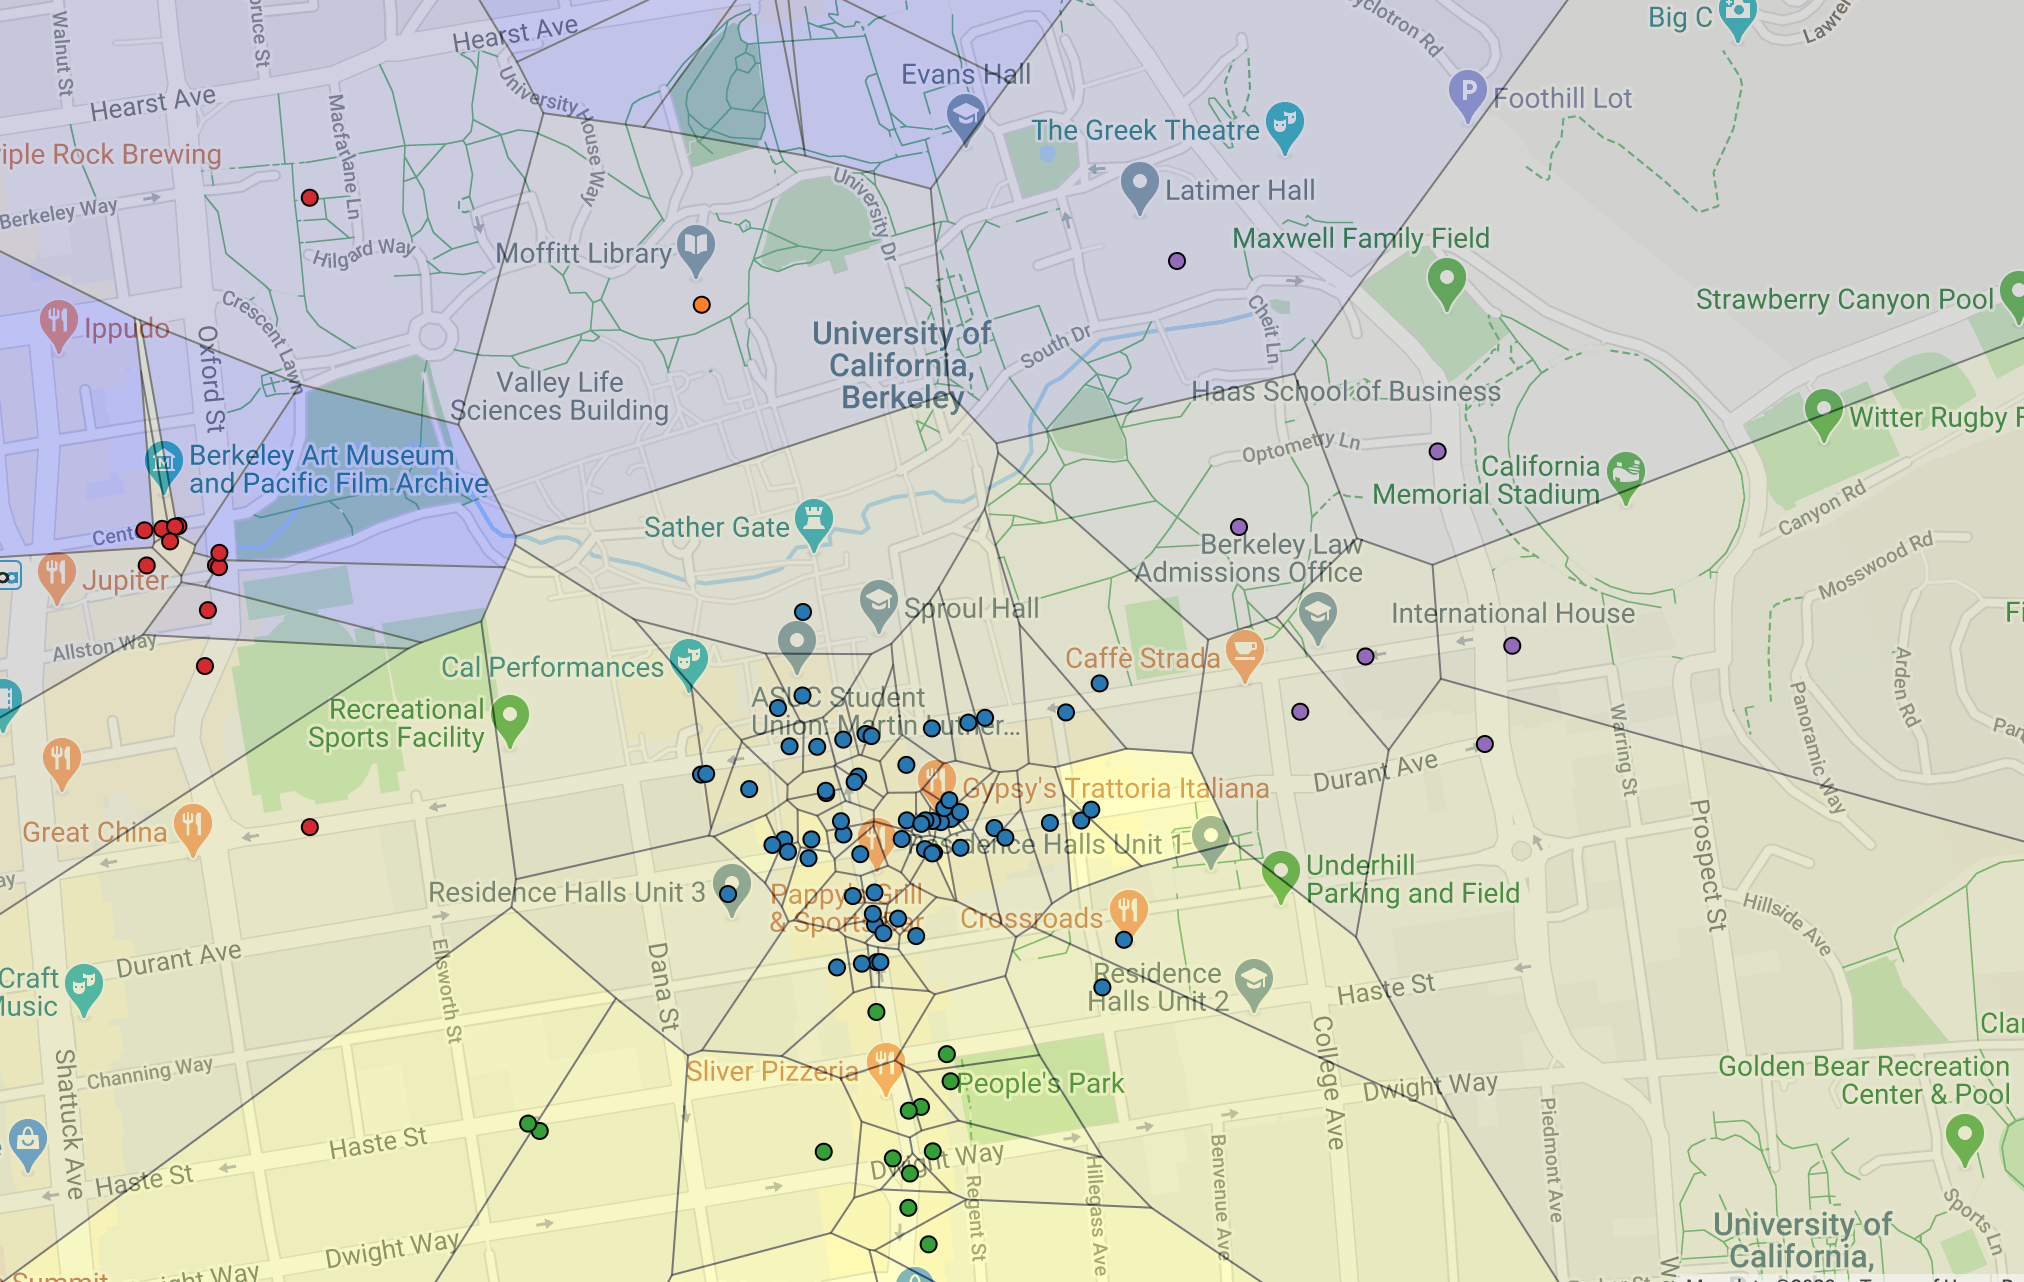 Walnut St
Spruce St
Hearst Ave
Cyclotron Rd
Big C
Lawren
Evans Hall
Hearst Ave
Macfarlane Ln
University House Way
Foothill Lot
The Greek Theatre
riple Rock Brewing
Latimer Hall
University Dr
Berkeley Way
Hilgard Way
Moffitt Library
Maxwell Family Field
Crescent Lawn
Strawberry Canyon Pool
Ippudo
Oxford St
University of
California,
Berkeley
South Dr
Cheit Ln
Valley Life
Sciences Building
Haas School of Business
Witter Rugby F
Optometry Ln
Berkeley Art Museum
and Pacific Film Archive
California
Memorial Stadium
Canyon Rd
Cent
Sather Gate
Berkeley Law
Admissions Office
Mosswood Rd
Jupiter
Sproul Hall
International House
Fi
Allston Way
Cal Performances
Caffè Strada
Arden Rd
Panoramic Way
Pan
Recreational
Sports Facility
ASUC Student
Union: Martin Luther...
Warring St
Durant Ave
Gypsy's Trattoria Italiana
Great China
Residence Halls Unit 1
Prospect St
Underhill
Parking and Field
ay
Residence Halls Unit 3
Pappy's Grill
& Sports Bar
Crossroads
Hillside Ave
Durant Ave
Ellsworth St
Dana St
Craft
Music
Residence
Halls Unit 2
Haste St
Clar
Channing Way
Shattuck Ave
Sliver Pizzeria
People's Park
College Ave
Dwight Way
Golden Bear Recreation
Center & Pool
Haste St
Haste St
Dwight Way
Piedmont Ave
Benvenue Ave
Hillegass Ave
Regent St
Sports Ln
University of
California,
Dwight Way
ight Way
Summit
W